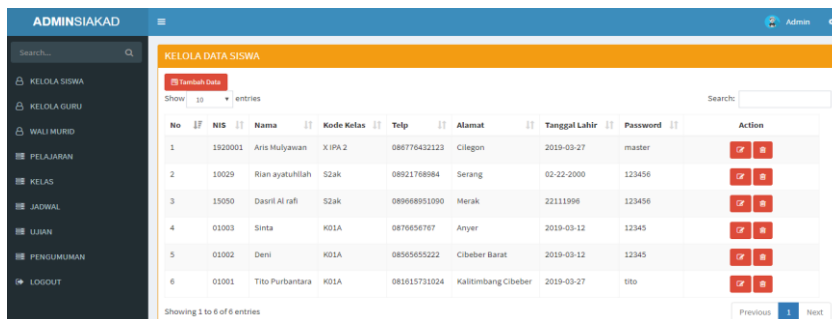 ADMINSIAKAD
Admin
Search...
KELOLA SISWA
KELOLA GURU
WALI MURID
PELAJARAN
KELAS
JADWAL
UJIAN
PENGUMUMAN
LOGOUT
KELOLA DATA SISWA
Tambah Data
Show 10 entries Search:
No NIS Nama Kode Kelas Telp Alamat Tanggal Lahir Password Action
1 1920001 Aris Mulyawan X IPA 2 086776432123 Cilegon 2019-03-27 master
2 10029 Rian ayatuhllah S2ak 08921768984 Serang 02-22-2000 123456
3 15050 Dasril Al rafi S2ak 089668951090 Merak 22111996 123456
4 01003 Sinta K01A 0876656767 Anyer 2019-03-12 12345
5 01002 Deni K01A 08565655222 Cibeber Barat 2019-03-12 12345
6 01001 Tito Purbantara K01A 081615731024 Kalitimbang Cibeber 2019-03-27 tito
Showing 1 to 6 of 6 entries Previous 1 Next